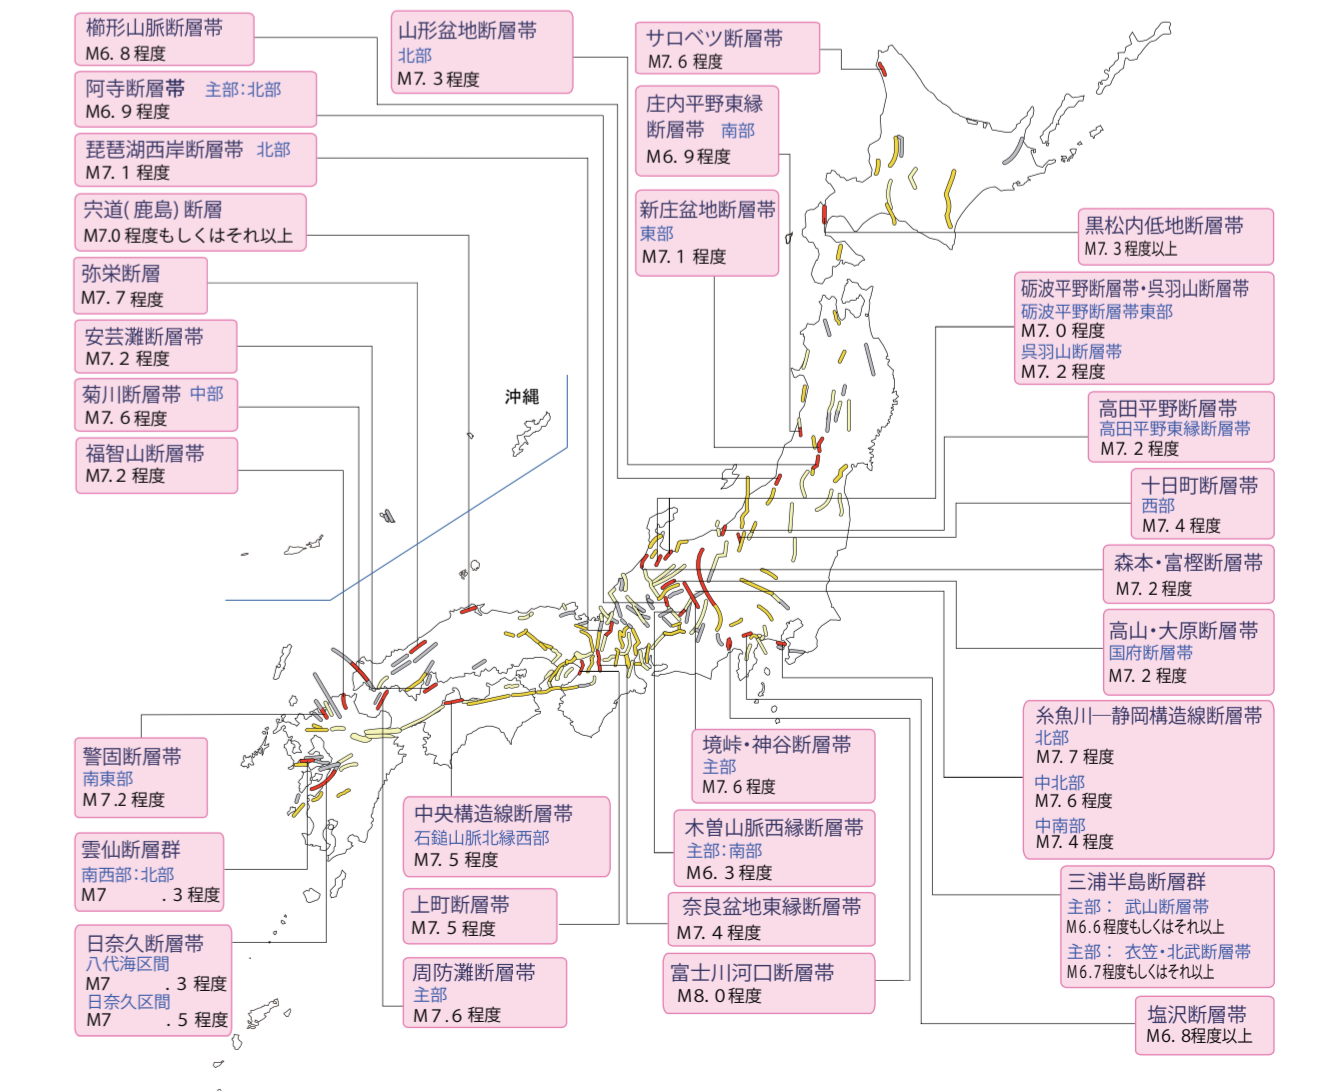 櫛形山脈断層帯
M6. 8 程度
阿寺断層帯 主部：北部
M6. 9 程度
琵琶湖西岸断層帯 北部
M7. 1 程度
宍道( 鹿島) 断層
M7.0 程度もしくはそれ以上
弥栄断層
M7. 7 程度
安芸灘断層帯
M7. 2 程度
菊川断層帯 中部
M7. 6 程度
福智山断層帯
M7. 2 程度
山形盆地断層帯
北部
M7. 3 程度
サロベツ断層帯
M7. 6 程度
庄内平野東縁
断層帯 南部
M6. 9 程度
新庄盆地断層帯
東部
M7. 1 程度
沖縄
黒松内低地断層帯
M7. 3 程度以上
砺波平野断層帯・呉羽山断層帯
砺波平野断層帯東部
M7. 0 程度
呉羽山断層帯
M7. 2 程度
高田平野断層帯
高田平野東縁断層帯
M7. 2 程度
十日町断層帯
西部
M7. 4 程度
森本・富樫断層帯
M7. 2 程度
高山・大原断層帯
国府断層帯
M7. 2 程度
糸魚川―静岡構造線断層帯
北部
M7. 7 程度
中北部
M7. 6 程度
中南部
M7. 4 程度
三浦半島断層群
主部： 武山断層帯
M6.6程度もしくはそれ以上
主部： 衣笠・北武断層帯
M6.7程度もしくはそれ以上
塩沢断層帯
M6. 8程度以上
警固断層帯
南東部
M7.2 程度
雲仙断層群
南西部：北部
M7 . 3 程度
日奈久断層帯
八代海区間
M7 . 3 程度
日奈久区間
M7 . 5 程度
中央構造線断層帯
石鎚山脈北縁西部
M7. 5 程度
上町断層帯
M7. 5 程度
周防灘断層帯
主部
M7.6 程度
境峠・神谷断層帯
主部
M7. 6 程度
木曽山脈西縁断層帯
主部：南部
M6. 3 程度
奈良盆地東縁断層帯
M7. 4 程度
富士川河口断層帯
M8. 0程度